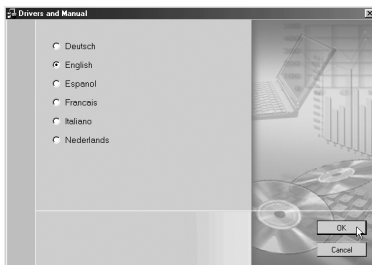 Drivers and Manual
Deutsch
English
Espanol
Francais
Italiano
Nederlands
OK
Cancel